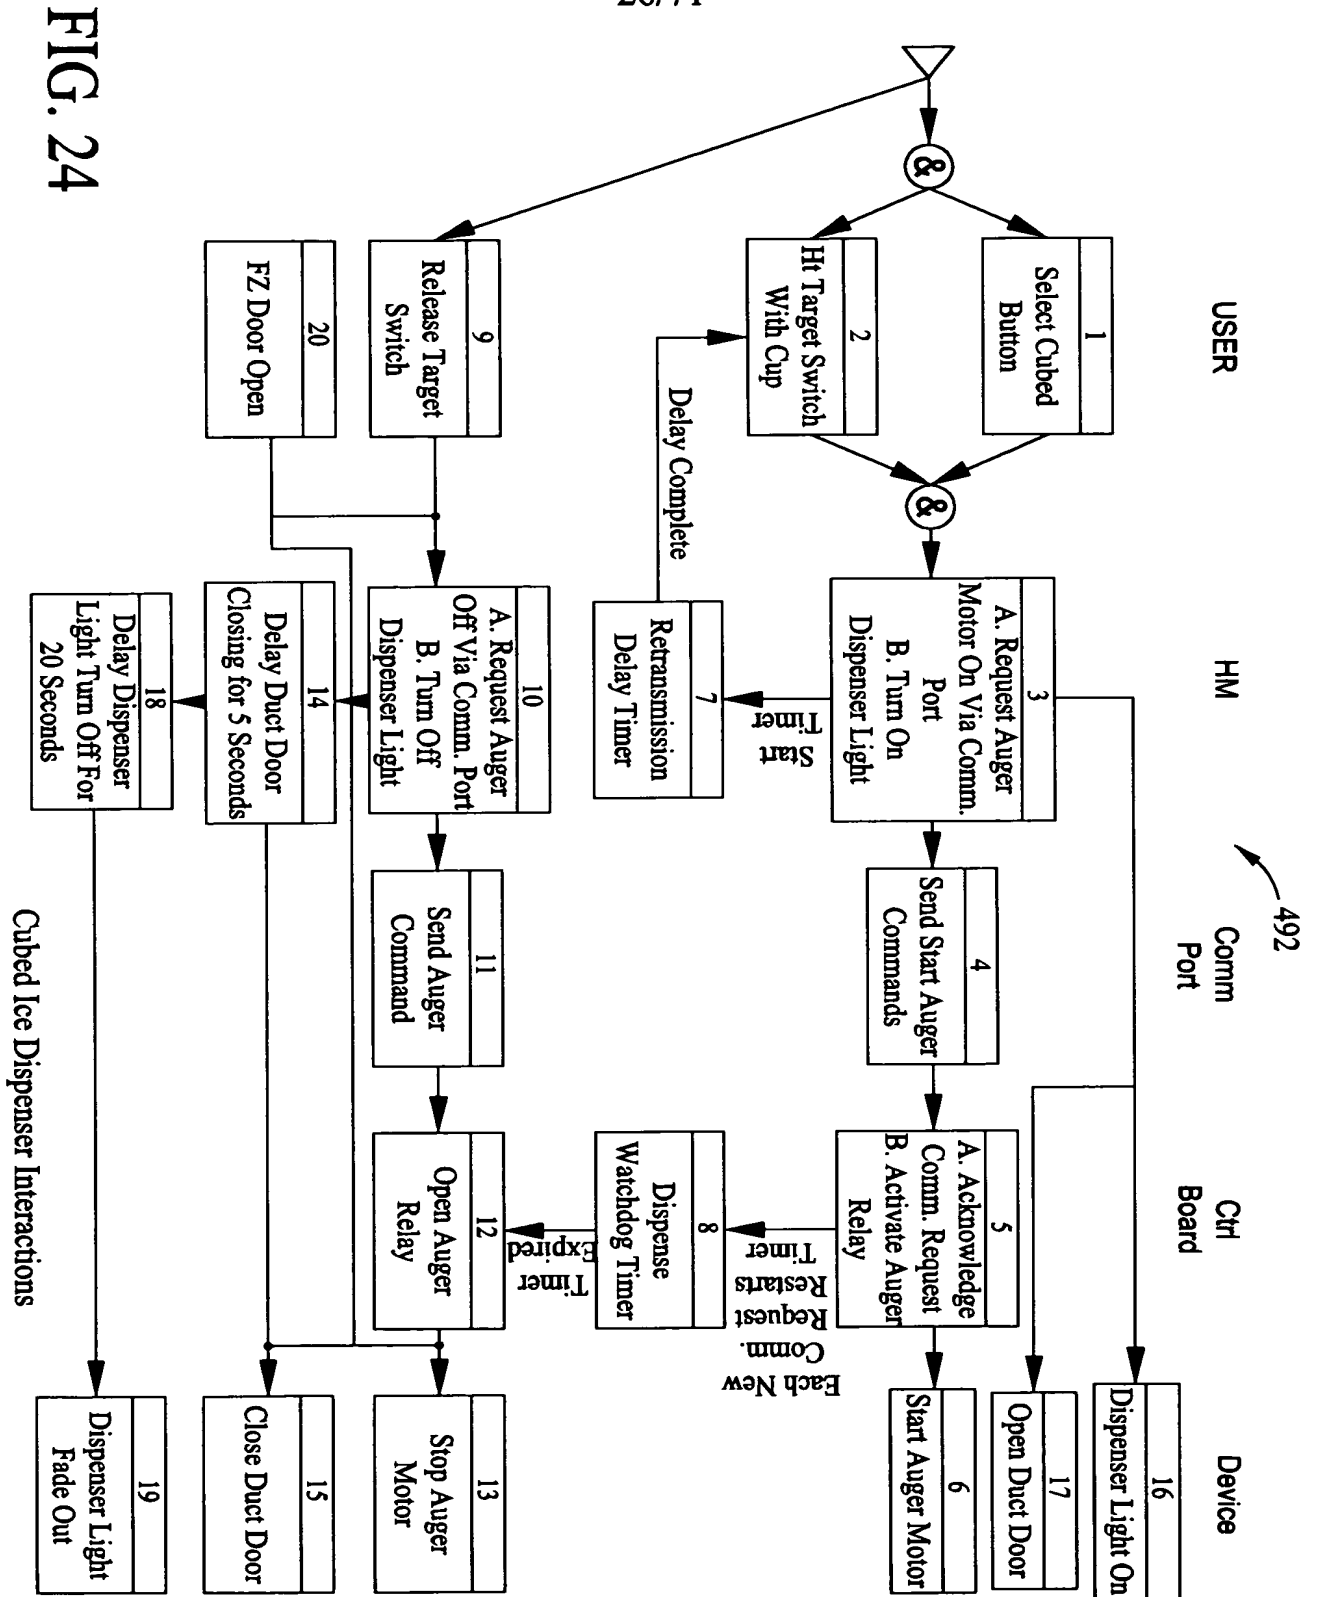 USER
HM
Comm
Port
Ctrl
Board
Device
492
1
Select Cubed
Button
2
Ht Target Switch
With Cup
&
&
3
A. Request Auger
Motor On Via Comm.
Port
B. Turn On
Dispenser Light
4
Send Start Auger
Commands
5
A. Acknowledge
Comm. Request
B. Activate Auger
Relay
16
Dispenser Light On
17
Open Duct Door
6
Start Auger Motor
Start
Timer
7
Retransmission
Delay Timer
Delay Complete
Each New
Comm.
Request
Restarts
Timer
8
Dispense
Watchdog Timer
Timer
Expired
9
Release Target
Switch
10
A. Request Auger
Off Via Comm. Port
B. Turn Off
Dispenser Light
11
Send Auger
Command
12
Open Auger
Relay
13
Stop Auger
Motor
20
FZ Door Open
14
Delay Duct Door
Closing for 5 Seconds
15
Close Duct Door
18
Delay Dispenser
Light Turn Off For
20 Seconds
19
Dispenser Light
Fade Out
Cubed Ice Dispenser Interactions
FIG. 24